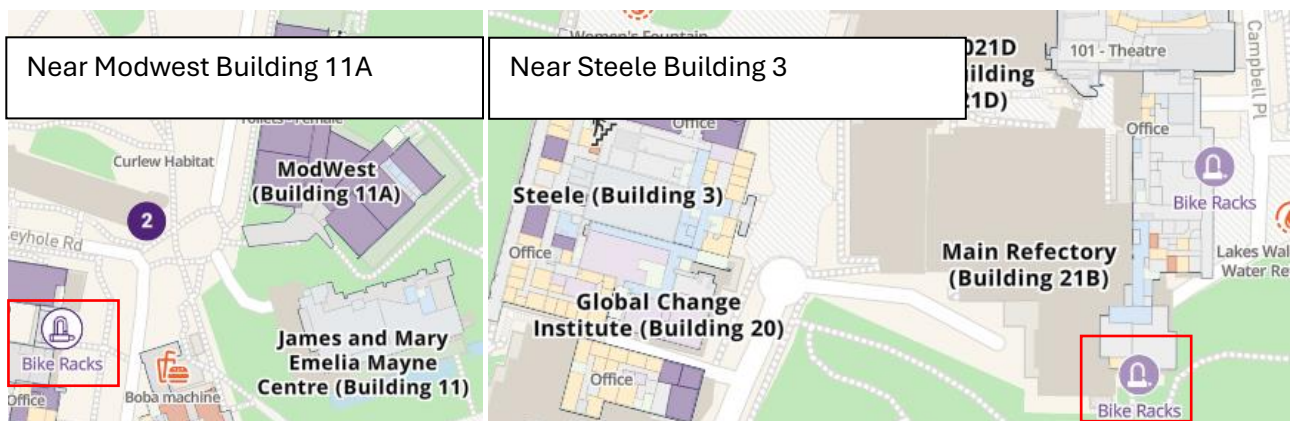 Near Modwest Building 11A
Toilets - Female
Curlew Habitat
ModWest
(Building 11A)
2
eyhole Rd
Bike Racks
Office
Boba machine
James and Mary
Emelia Mayne
Centre (Building 11)
Near Steele Building 3
Women's Fountain
021D
uilding
21D)
101 - Theatre
Campbell Pl
Office
Office
Steele (Building 3)
Bike Racks
Office
Main Refectory
(Building 21B)
Lakes Wal
Water Re
Global Change
Institute (Building 20)
Office
Bike Racks